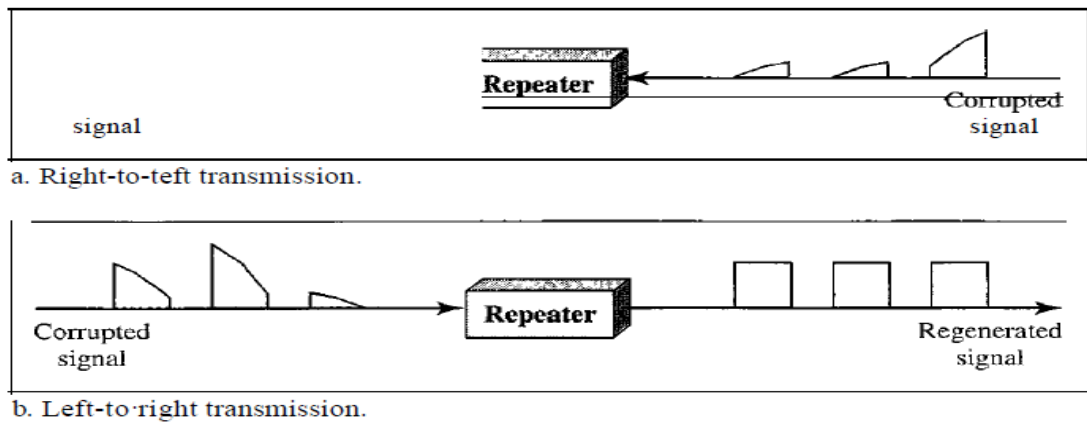 Repeater
Corrupted
signal
signal
a. Right-to-teft transmission.
Repeater
Corrupted
signal
Regenerated
signal
b. Left-to·right transmission.